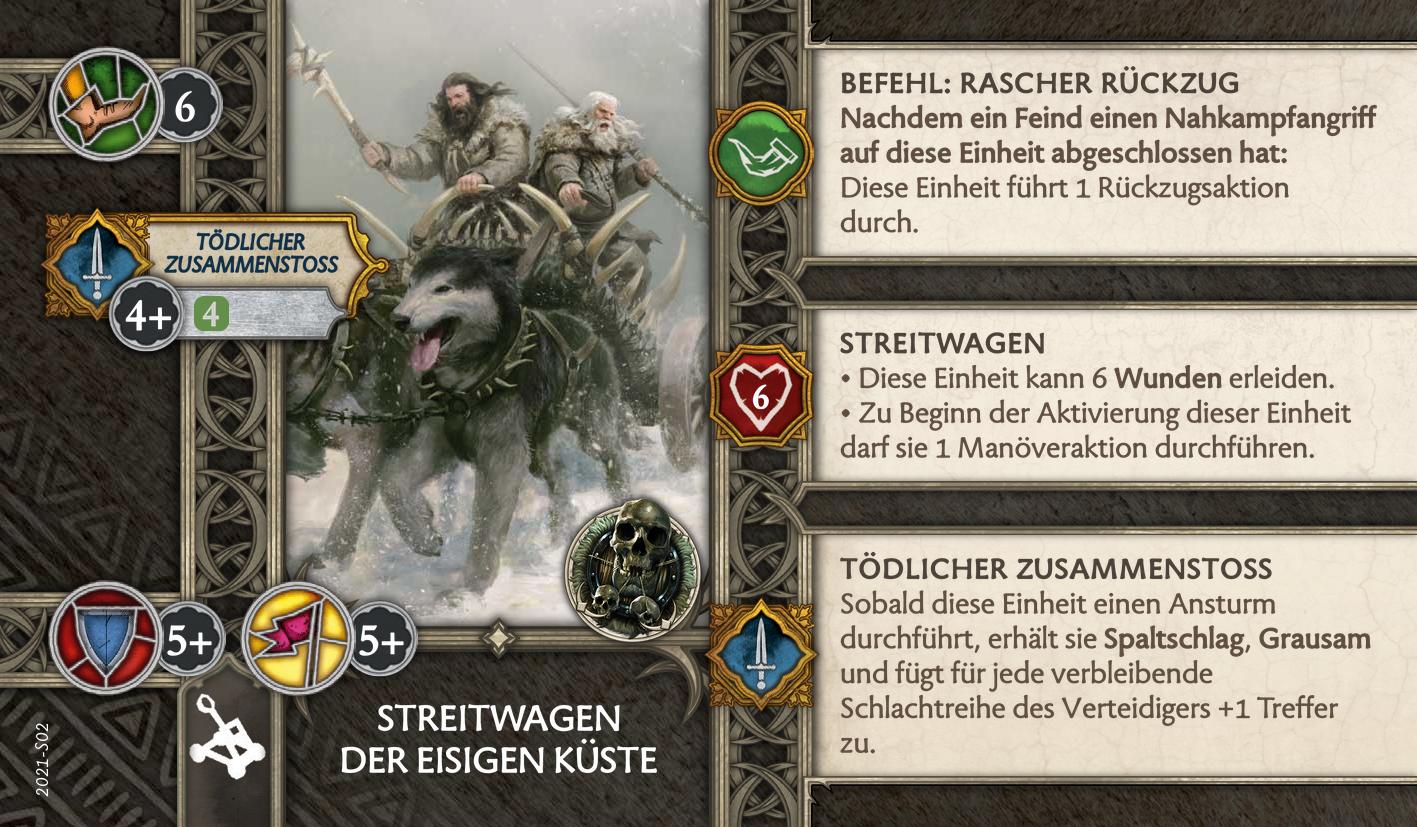 6
TÖDLICHER
ZUSAMMENSTOSS
4+ 4
5+ 5+
STREITWAGEN
DER EISIGEN KÜSTE
2021-S02
BEFEHL: RASCHER RÜCKZUG
Nachdem ein Feind einen Nahkampfangriff
auf diese Einheit abgeschlossen hat:
Diese Einheit führt 1 Rückzugsaktion
durch.
6
STREITWAGEN
• Diese Einheit kann 6 Wunden erleiden.
• Zu Beginn der Aktivierung dieser Einheit
darf sie 1 Manöveraktion durchführen.
TÖDLICHER ZUSAMMENSTOSS
Sobald diese Einheit einen Ansturm
durchführt, erhält sie Spaltschlag, Grausam
und fügt für jede verbleibende
Schlachtreihe des Verteidigers +1 Treffer
zu.